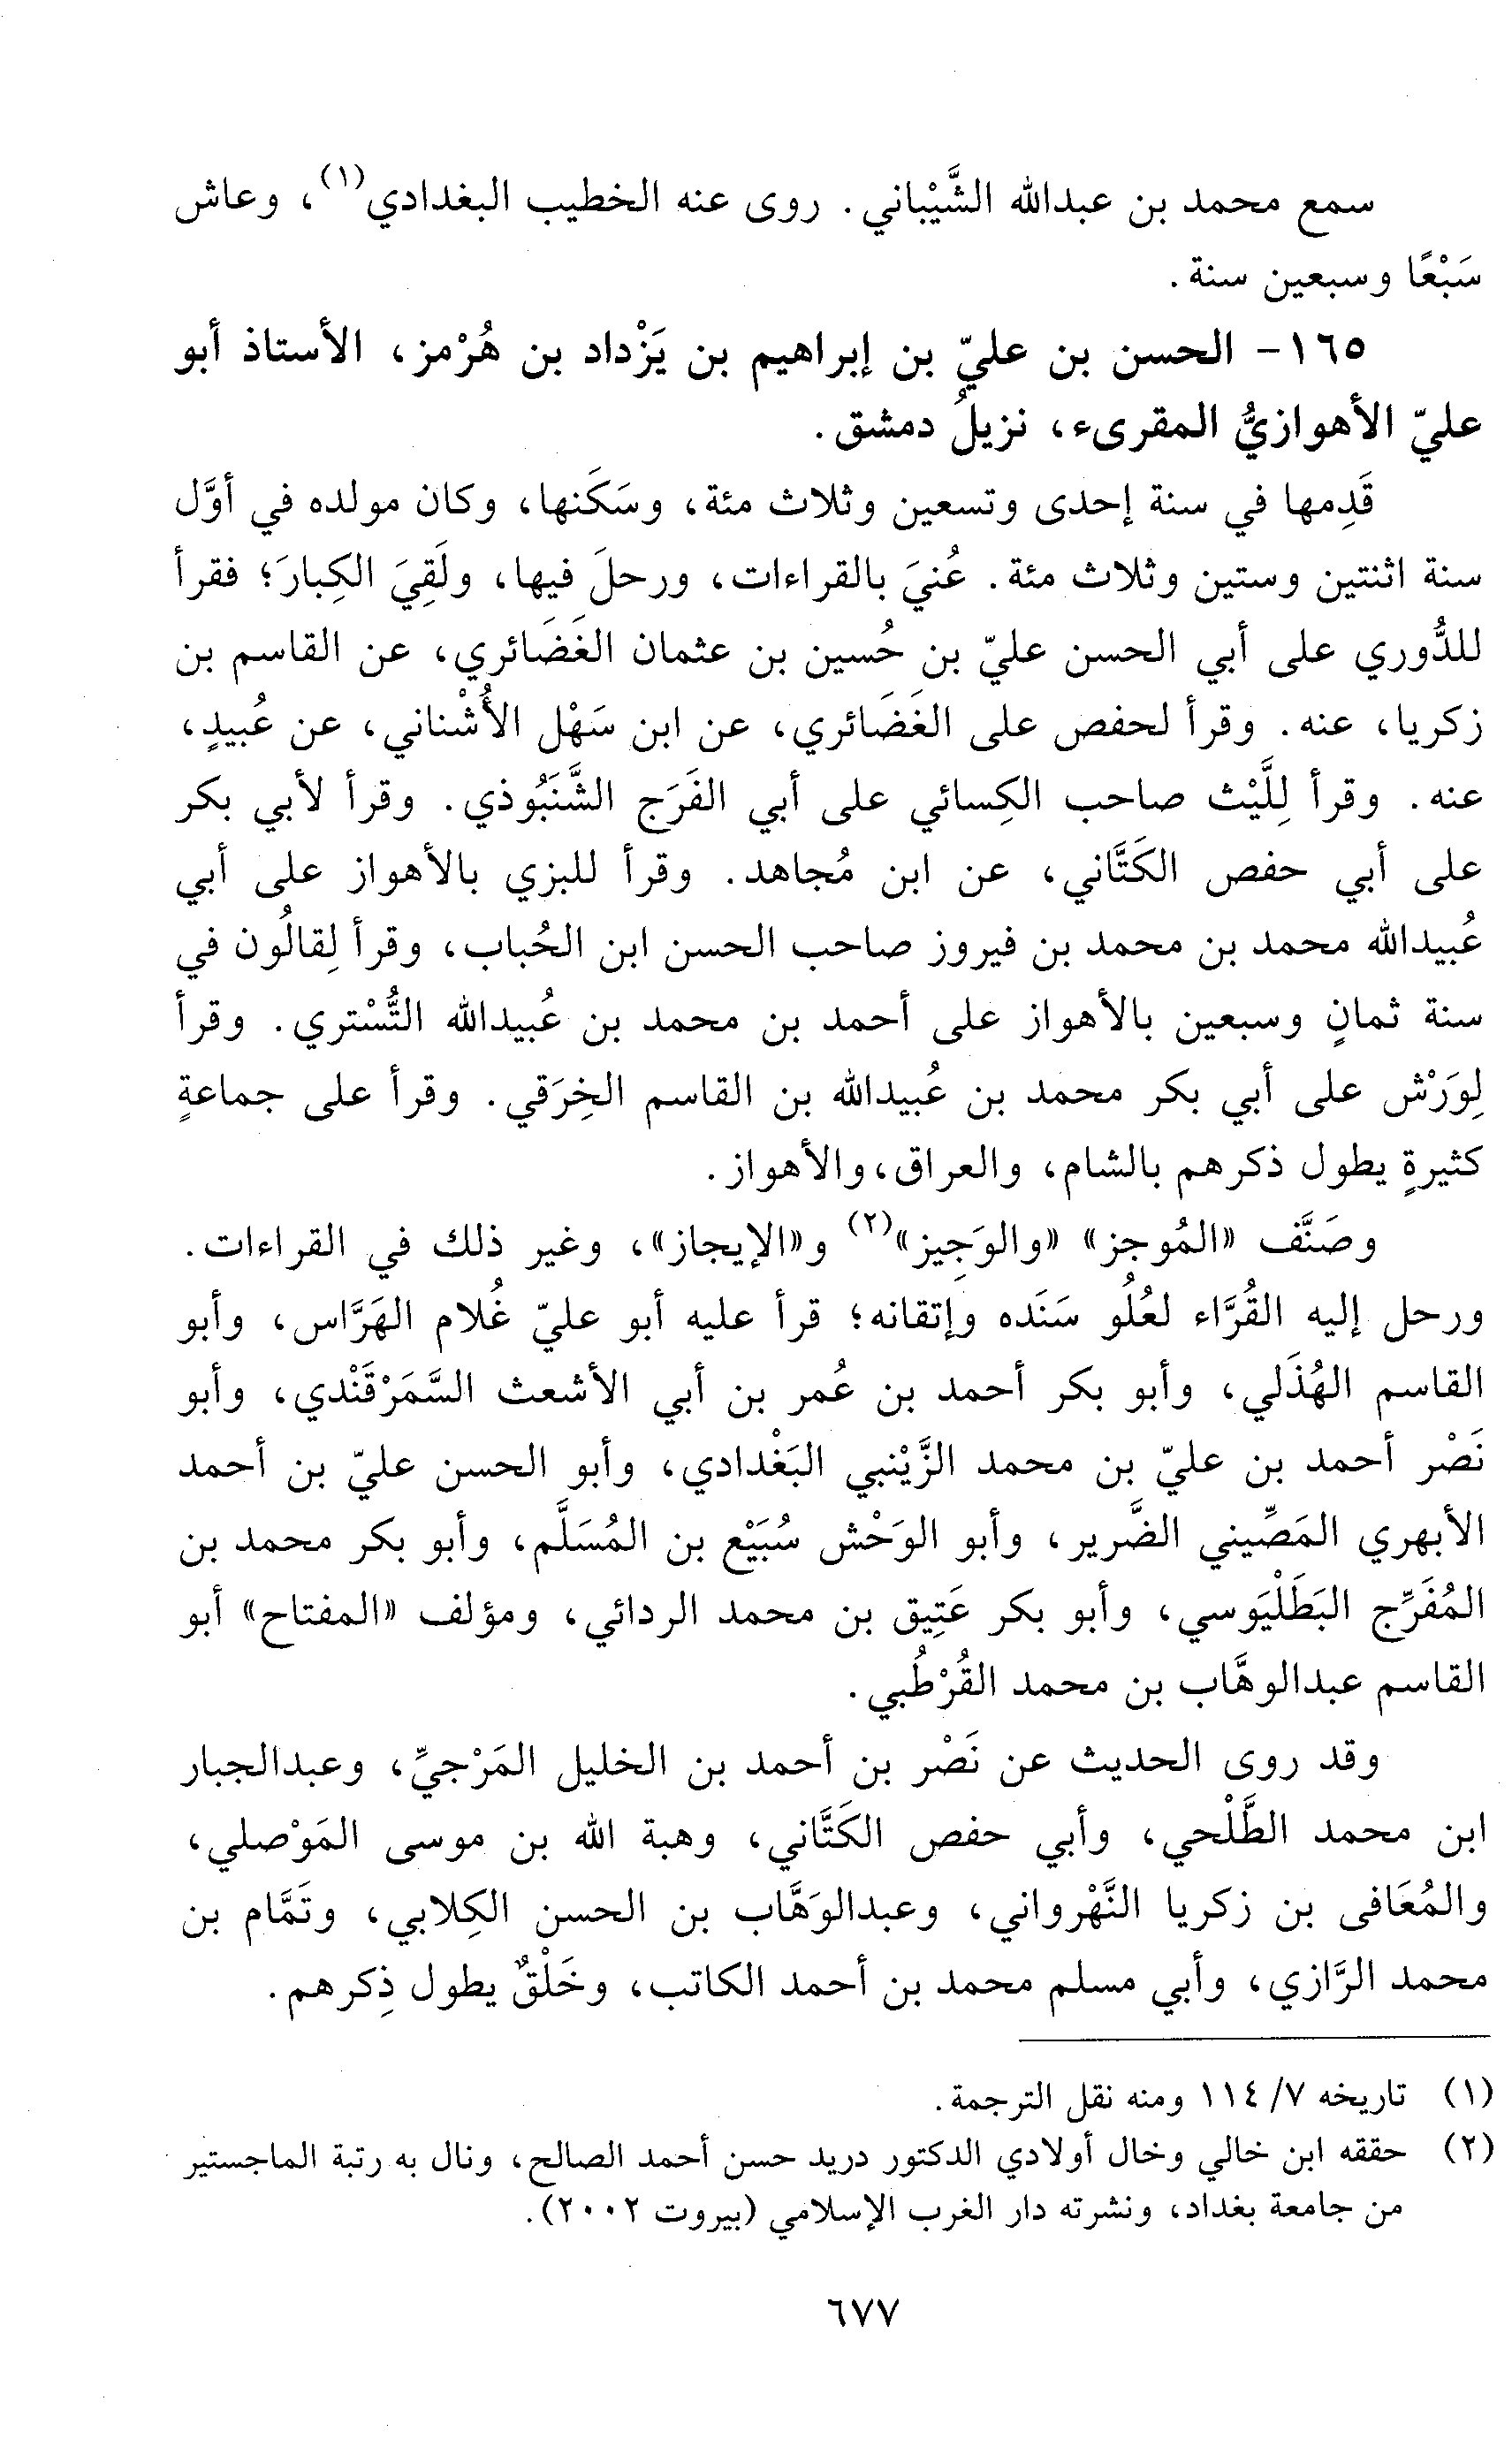 سمع محمد بن عبدالله الشَّيْباني. روى عنه الخطيب البغدادي(١)، وعاش
سَبْعًا وسبعين سنة.
١٦٥- الحسن بن عليّ بن إبراهيم بن يَزْداد بن هُرْمز، الأستاذ أبو
عليّ الأهوازيُّ المقرىء، نزيلُ دمشق.
قَدِمها في سنة إحدى وتسعين وثلاث مئة، وسَكَنها، وكان مولده في أوَّل
سنة اثنتين وستين وثلاث مئة. عُنيَ بالقراءات، ورحلَ فيها، ولَقِيَ الكِبارَ؛ فقرأ
للدُّوري على أبي الحسن عليّ بن حُسين بن عثمان الغَضَائري، عن القاسم بن
زكريا، عنه. وقرأ لحفص على الغَضَائري، عن ابن سَهْل الأُشْناني، عن عُبيدٍ،
عنه. وقرأ لِلَّيْث صاحب الكِسائي على أبي الفَرَج الشَّنَبُوذي. وقرأ لأبي بكر
على أبي حفص الكَتَّاني، عن ابن مُجاهد. وقرأ للبزي بالأهواز على أبي
عُبيدالله محمد بن محمد بن فيروز صاحب الحسن ابن الحُباب، وقرأ لِقالُون في
سنة ثمانٍ وسبعين بالأهواز على أحمد بن محمد بن عُبيدالله التُّسْتري. وقرأ
لِوَرْش على أبي بكر محمد بن عُبيدالله بن القاسم الخِرَقي. وقرأ على جماعةٍ
كثيرةٍ يطول ذكرهم بالشام، والعراق، والأهواز.
وصَنَّف «المُوجز» «والوَجِيز»(٢) و«الإيجاز»، وغير ذلك في القراءات.
ورحل إليه القُرَّاء لعُلُو سَنَده وإتقانه؛ قرأ عليه أبو عليّ غُلام الهَرَّاس، وأبو
القاسم الهُذَلي، وأبو بكر أحمد بن عُمر بن أبي الأشعث السَّمَرْقَنْدي، وأبو
نَصْر أحمد بن عليّ بن محمد الزَّيْنبي البَغْدادي، وأبو الحسن عليّ بن أحمد
الأبهري المَصِّيني الضَّرير، وأبو الوَحْش سُبَيْع بن المُسَلَّم، وأبو بكر محمد بن
المُفَرِّج البَطَلْيَوسي، وأبو بكر عَتِيق بن محمد الردائي، ومؤلف «المفتاح» أبو
القاسم عبدالوهَّاب بن محمد القُرْطُبي.
وقد روى الحديث عن نَصْر بن أحمد بن الخليل المَرْجيِّ، وعبدالجبار
ابن محمد الطَّلْحي، وأبي حفص الكَتَّاني، وهبة الله بن موسى المَوْصلي،
والمُعَافى بن زكريا النَّهْرواني، وعبدالوَهَّاب بن الحسن الكِلابي، وتَمَّام بن
محمد الرَّازي، وأبي مسلم محمد بن أحمد الكاتب، وخَلْقٌ يطول ذِكرهم.
(١) تاريخه ٧/ ١١٤ ومنه نقل الترجمة.
(٢) حققه ابن خالي وخال أولادي الدكتور دريد حسن أحمد الصالح، ونال به رتبة الماجستير
من جامعة بغداد، ونشرته دار الغرب الإسلامي (بيروت ٢٠٠٢).
٦٧٧